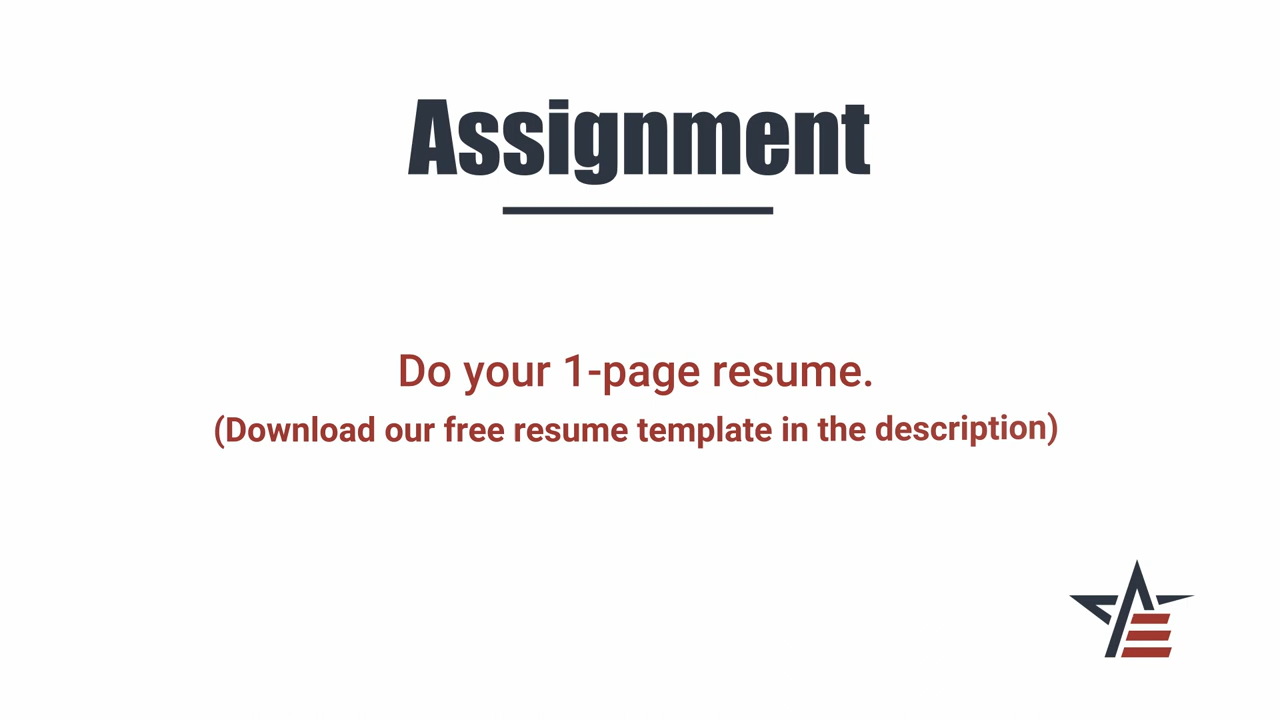 Assignment
Do your 1-page resume.
(Download our free resume template in the description)